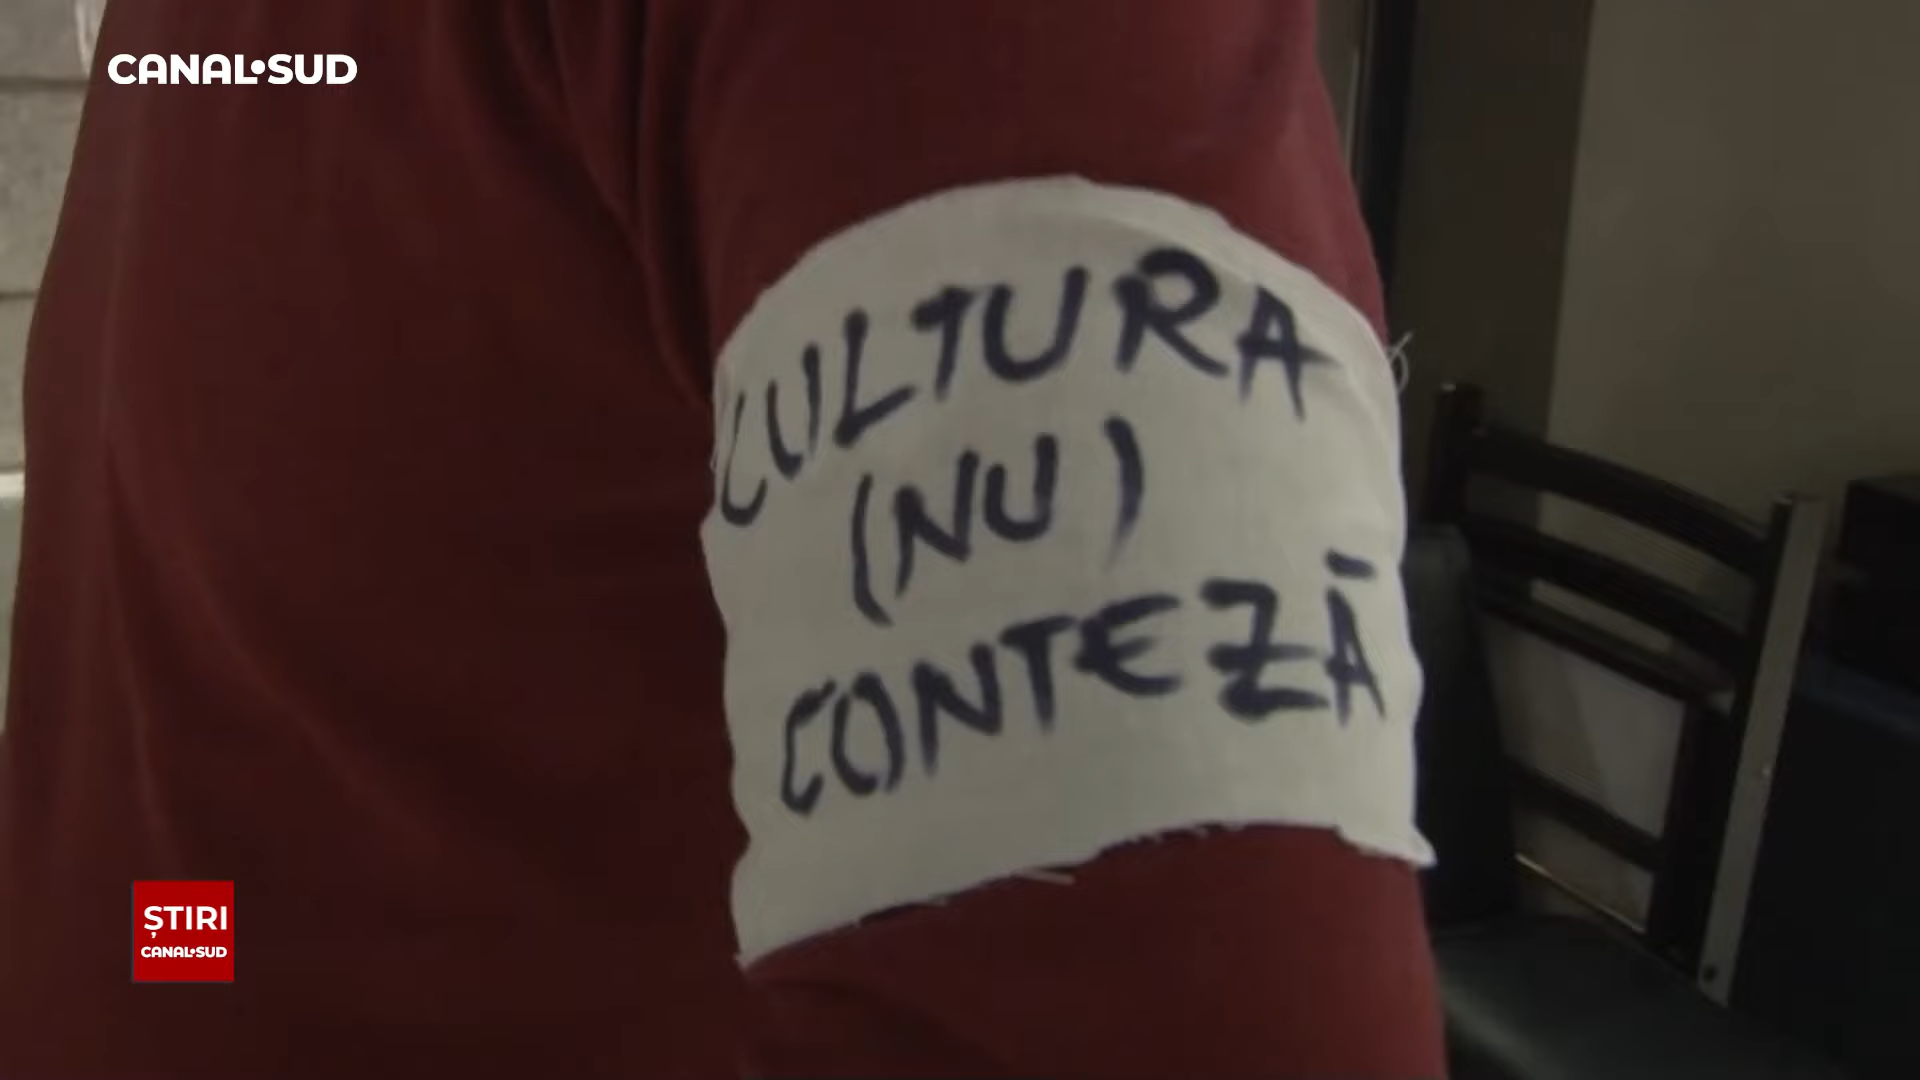 CANAL•SUD
CULTURA
(NU)
CONTEZĂ
ȘTIRI
CANAL•SUD